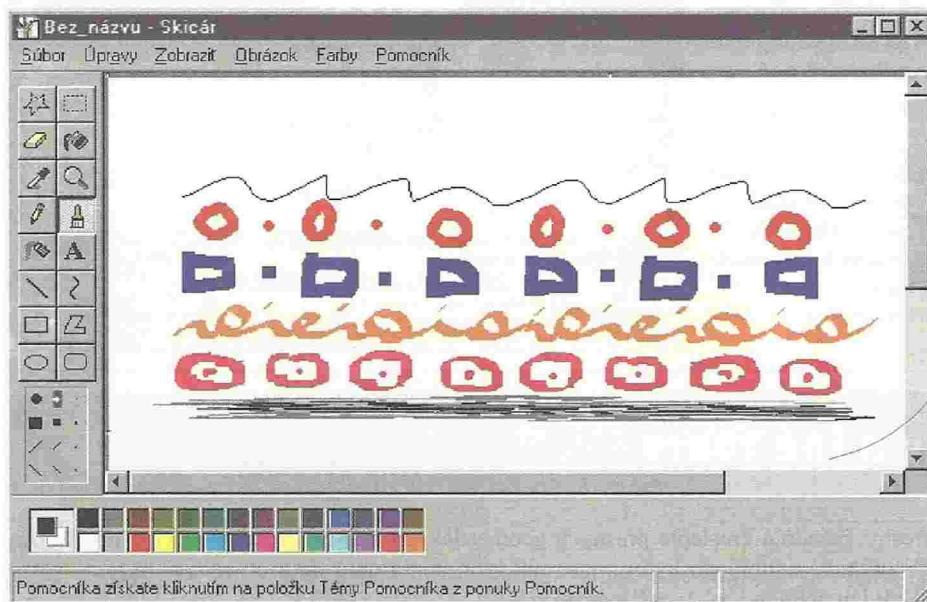 Bez_názvu - Skicár
Súbor Úpravy Zobraziť Obrázok Farby Pomocník
A
Pomocníka získate kliknutím na položku Témy Pomocníka z ponuky Pomocník.